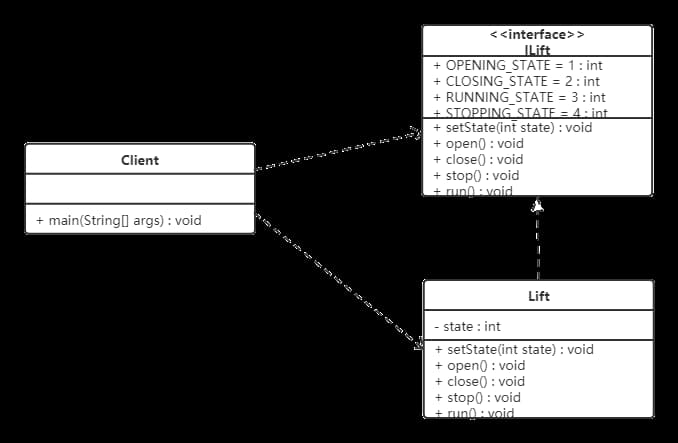 <<interface>>
ILift
+ OPENING_STATE = 1 : int
+ CLOSING_STATE = 2 : int
+ RUNNING_STATE = 3 : int
+ STOPPING_STATE = 4 : int
+ setState(int state) : void
+ open() : void
+ close() : void
+ stop() : void
+ run() : void
Client
+ main(String[] args) : void
Lift
- state : int
+ setState(int state) : void
+ open() : void
+ close() : void
+ stop() : void
+ run() : void